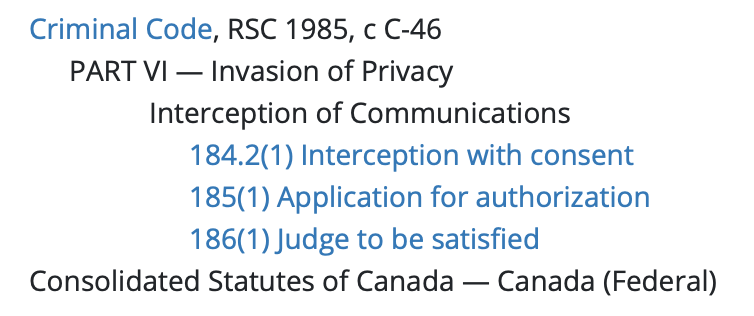 Criminal Code, RSC 1985, c C-46
PART VI — Invasion of Privacy
Interception of Communications
184.2(1) Interception with consent
185(1) Application for authorization
186(1) Judge to be satisfied
Consolidated Statutes of Canada — Canada (Federal)